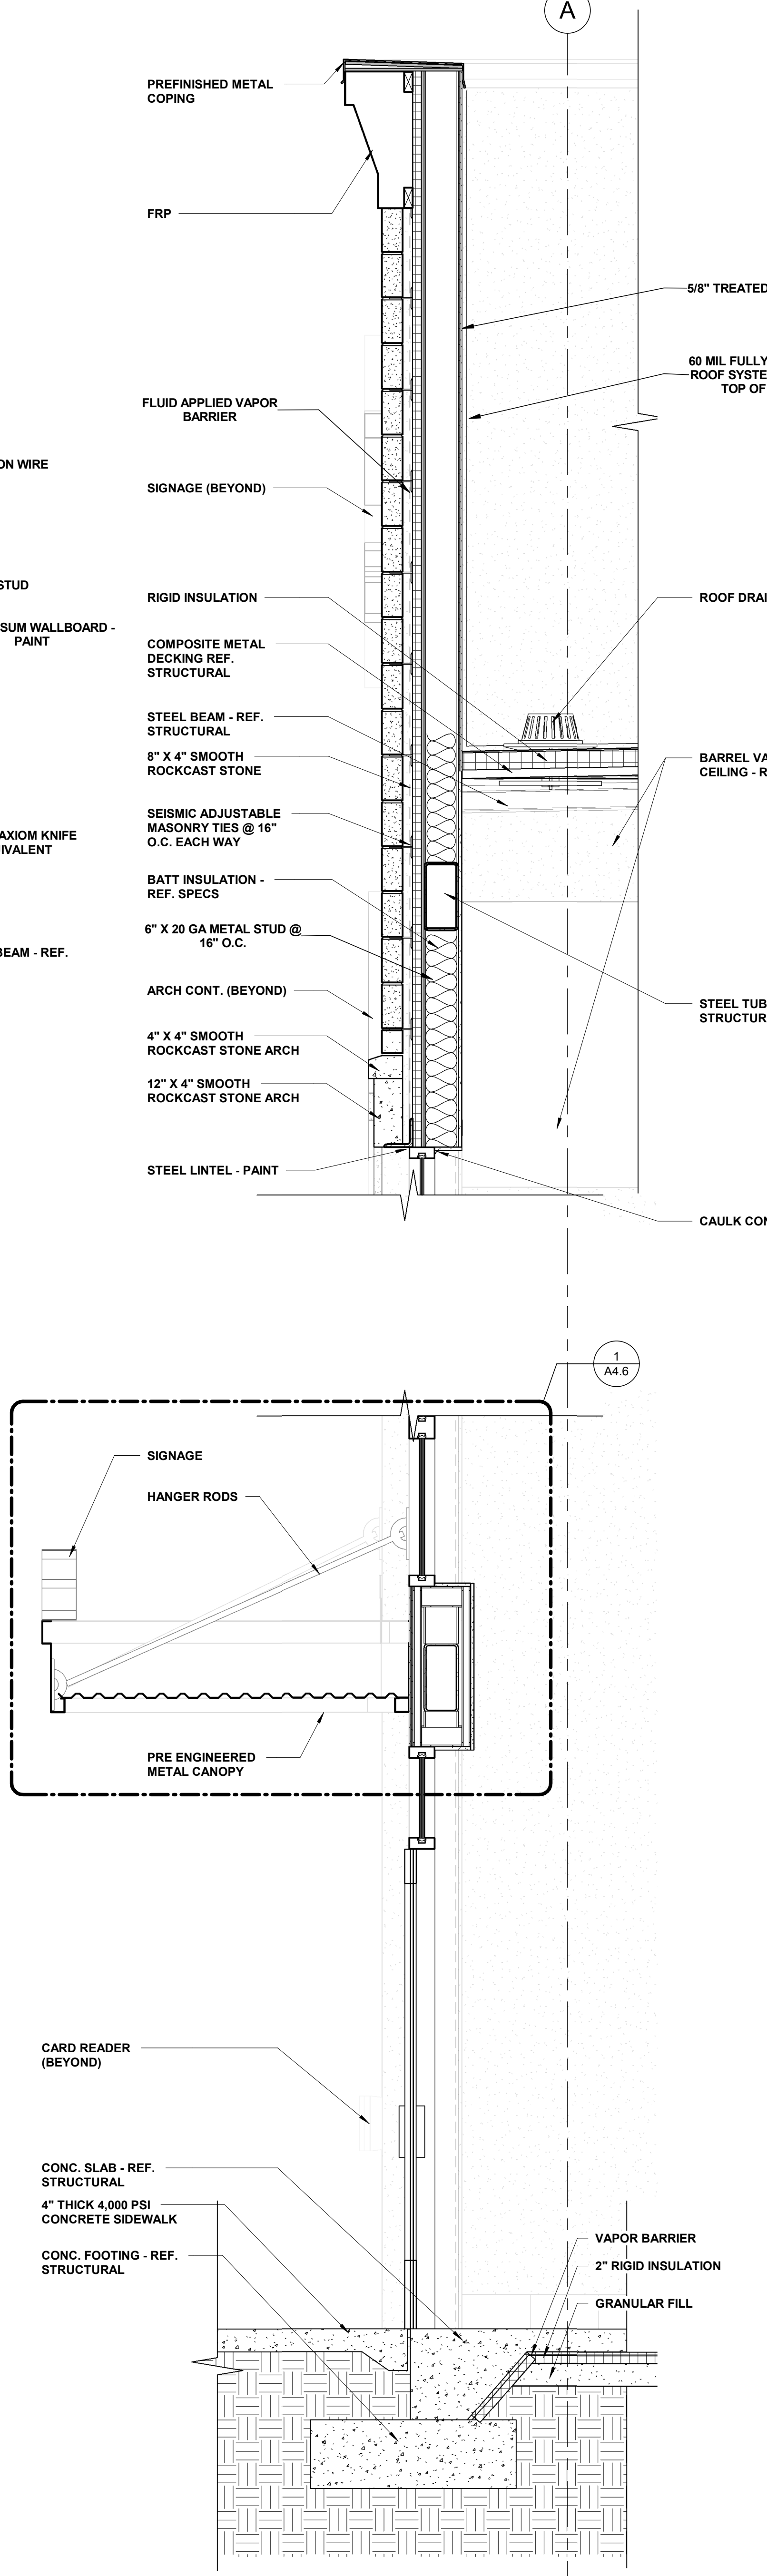 A
PREFINISHED METAL
COPING
FRP
5/8" TREATED
60 MIL FULLY
ROOF SYSTE
TOP OF
FLUID APPLIED VAPOR
BARRIER
ON WIRE
SIGNAGE (BEYOND)
STUD
RIGID INSULATION
ROOF DRAI
SUM WALLBOARD -
PAINT
COMPOSITE METAL
DECKING REF.
STRUCTURAL
STEEL BEAM - REF.
STRUCTURAL
8" X 4" SMOOTH
ROCKCAST STONE
BARREL VA
CEILING - R
SEISMIC ADJUSTABLE
MASONRY TIES @ 16"
O.C. EACH WAY
AXIOM KNIFE
IVALENT
BATT INSULATION -
REF. SPECS
6" X 20 GA METAL STUD @
16" O.C.
BEAM - REF.
ARCH CONT. (BEYOND)
STEEL TUB
STRUCTUR
4" X 4" SMOOTH
ROCKCAST STONE ARCH
12" X 4" SMOOTH
ROCKCAST STONE ARCH
STEEL LINTEL - PAINT
CAULK CON
1
A4.6
SIGNAGE
HANGER RODS
PRE ENGINEERED
METAL CANOPY
CARD READER
(BEYOND)
CONC. SLAB - REF.
STRUCTURAL
4" THICK 4,000 PSI
CONCRETE SIDEWALK
CONC. FOOTING - REF.
STRUCTURAL
VAPOR BARRIER
2" RIGID INSULATION
GRANULAR FILL